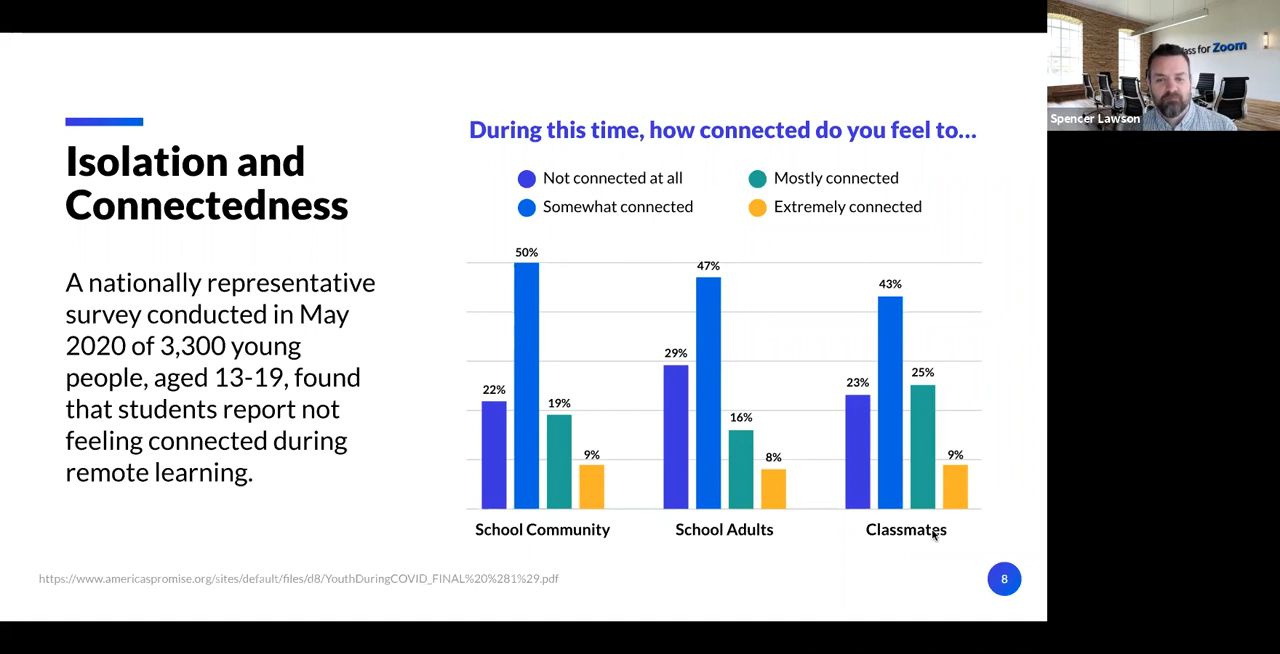 Isolation and
Connectedness
A nationally representative
survey conducted in May
2020 of 3,300 young
people, aged 13-19, found
that students report not
feeling connected during
remote learning.
During this time, how connected do you feel to...
Not connected at all
Mostly connected
Somewhat connected
Extremely connected
22%
50%
19%
9%
29%
47%
16%
8%
23%
43%
25%
9%
School Community
School Adults
Classmates
https://www.americaspromise.org/sites/default/files/d8/YouthDuringCOVID_FINAL%20%281%29.pdf
8
for Zoom
Spencer Lawson